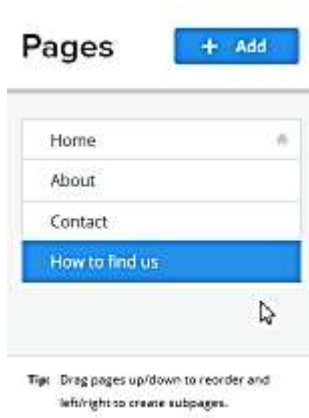 Pages
+ Add
Home
About
Contact
How to find us
Tip: Drag pages up/down to reorder and
left/right to create subpages.